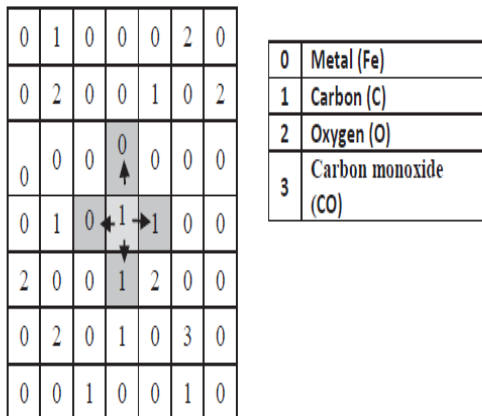 0 1 0 0 0 2 0
0 2 0 0 1 0 2
0 0 0 0 0 0 0
0 1 0 1 1 0 0
2 0 0 1 2 0 0
0 2 0 1 0 3 0
0 0 1 0 0 1 0
0 Metal (Fe)
1 Carbon (C)
2 Oxygen (O)
3 Carbon monoxide
(CO)